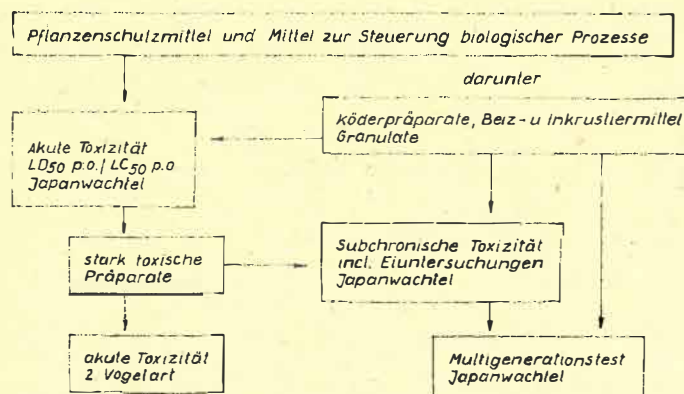 Pflanzenschutzmittel und Mittel zur Steuerung biologischer Prozesse
darunter
Köderpräparate, Beiz- u Inkrustiermittel
Granulate
Akute Toxizität
LD50 p.o./ LC50 p.o
Japanwachtel
stark toxische
Präparate
Subchronische Toxizität
incl. Eiuntersuchungen
Japanwachtel
akute Toxizität
2 Vogelart
Multigenerationstest
Japanwachtel